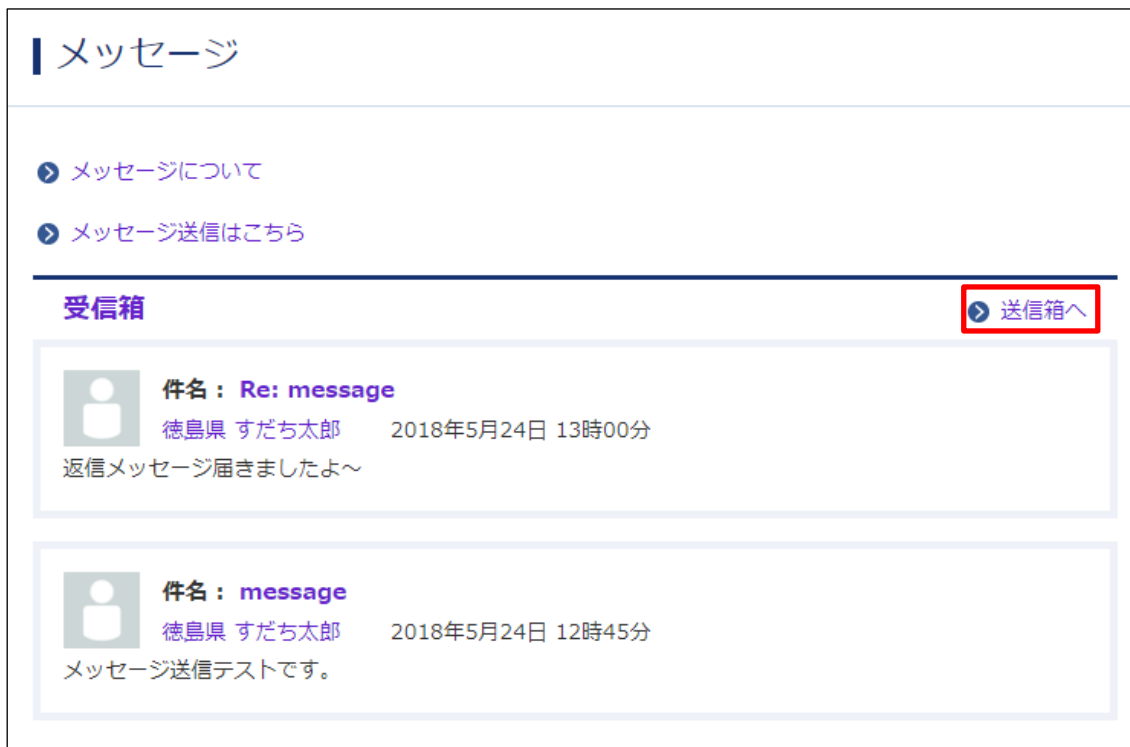 メッセージ
メッセージについて
メッセージ送信はこちら
受信箱 送信箱へ
件名： Re: message
徳島県 すだち太郎 2018年5月24日 13時00分
返信メッセージ届きましたよ～
件名： message
徳島県 すだち太郎 2018年5月24日 12時45分
メッセージ送信テストです。